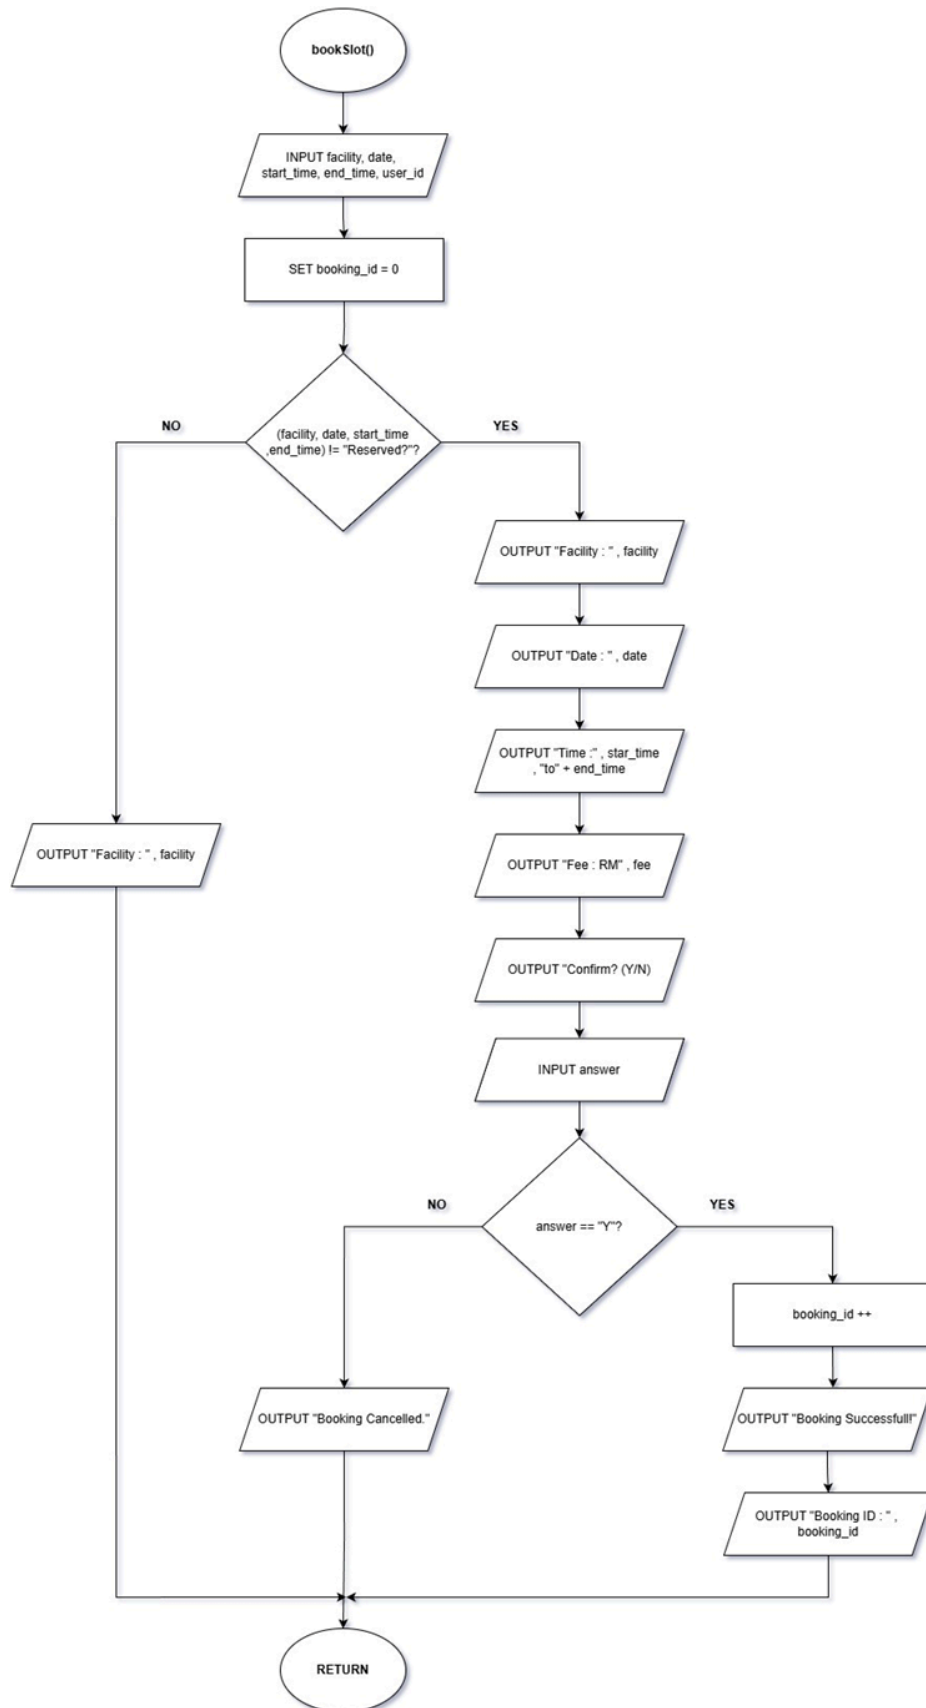 bookSlot()
INPUT facility, date,
start_time, end_time, user_id
SET booking_id = 0
NO
YES
(facility, date, start_time
,end_time) != "Reserved?"?
OUTPUT "Facility : " , facility
OUTPUT "Date : " , date
OUTPUT "Time :" , star_time
, "to" + end_time
OUTPUT "Facility : " , facility
OUTPUT "Fee : RM" , fee
OUTPUT "Confirm? (Y/N)
INPUT answer
NO
YES
answer == "Y"?
booking_id ++
OUTPUT "Booking Cancelled."
OUTPUT "Booking Successfull!"
OUTPUT "Booking ID : " ,
booking_id
RETURN